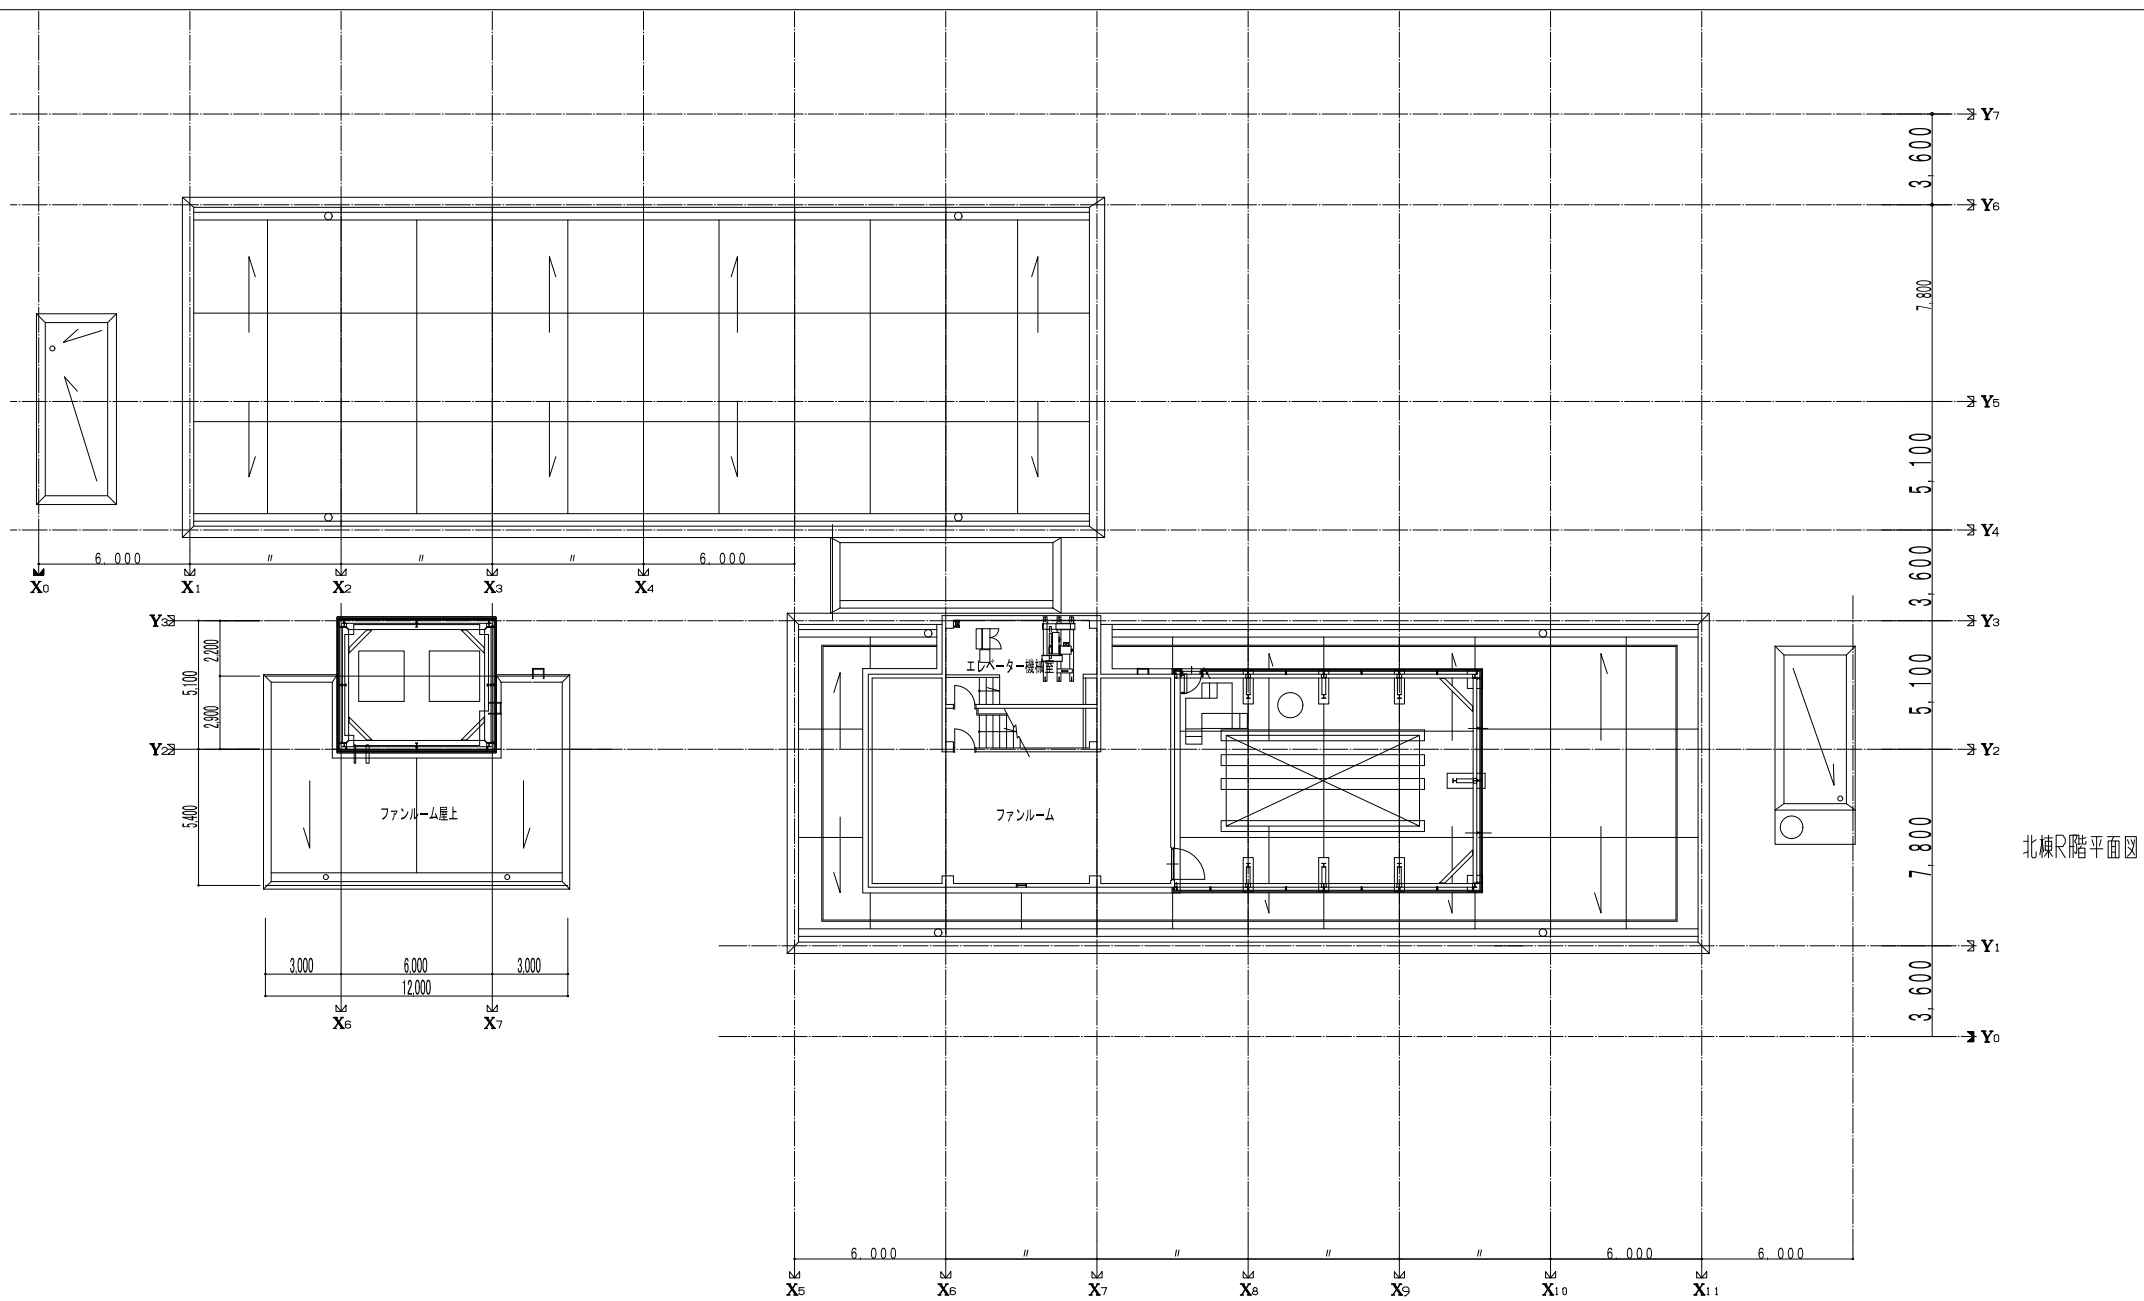 Y7
3,600
Y6
7,800
Y5
5,100
Y4
6,000
〃
〃
〃
6,000
X0
X1
X2
X3
X4
3,600
Y3
Y3
2,200
5,100
2,900
エレベーター機械室
5,100
Y2
Y2
5,400
ファンルーム屋上
ファンルーム
7,800
北棟R階平面図
Y1
3,000
6,000
3,000
12,000
3,600
X6
X7
Y0
6,000
〃
〃
〃
〃
6,000
6,000
X5
X6
X7
X8
X9
X10
X11